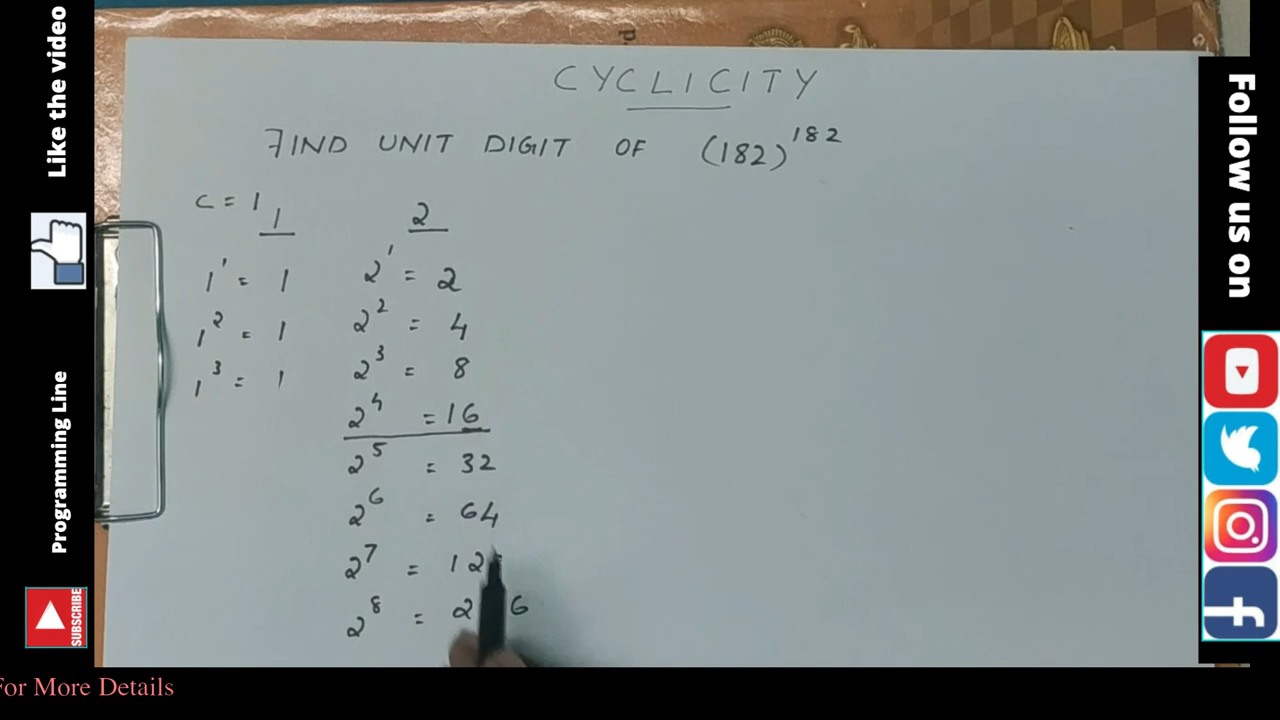 Like the video
Programming Line
SUBSCRIBE
CYCLICITY
FIND UNIT DIGIT OF (182)^182
C = 1
1
1^1 = 1
1^2 = 1
1^3 = 1
2
2^1 = 2
2^2 = 4
2^3 = 8
2^4 = 16
2^5 = 32
2^6 = 64
2^7 = 12
2^8 = 2 6
Follow us on
For More Details